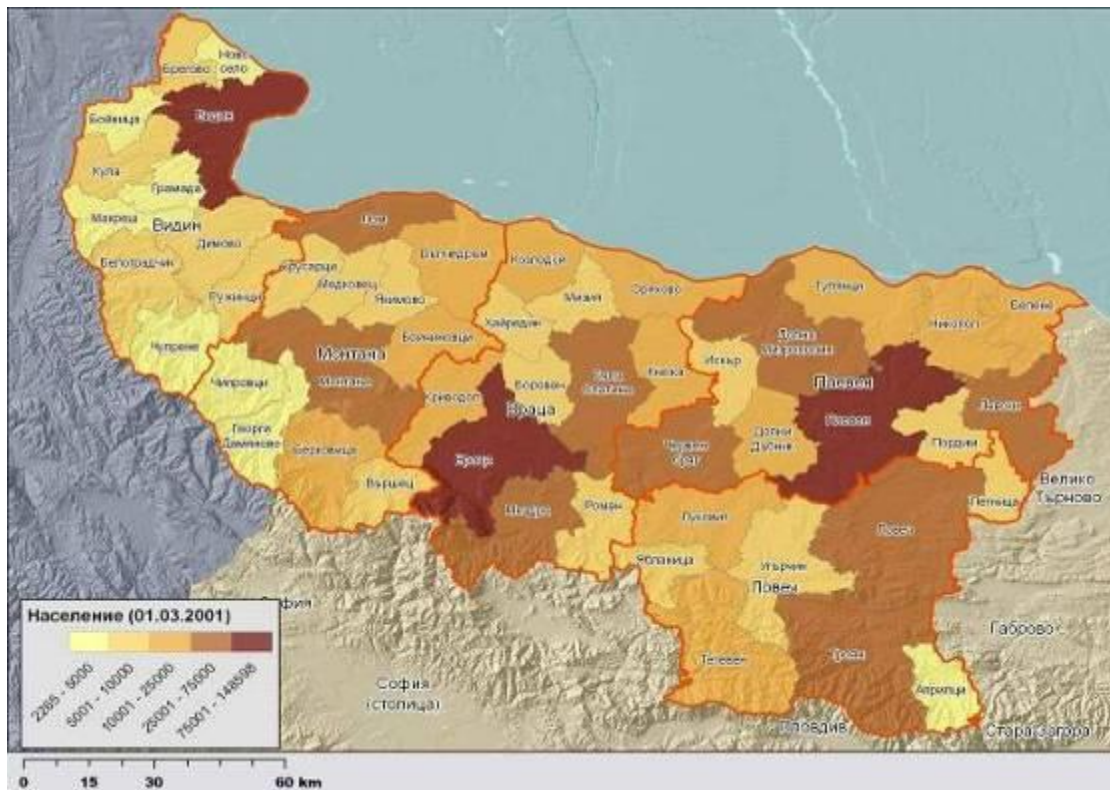 Ново
село
Брегово
Бойница
Видин
Кула
Грамада
Макреш
Видин
Димово
Белоградчик
Ружинци
Чупрене
Лом
Вълчедръм
Брусарци
Медковец
Якимово
Монтана
Бойчиновци
Монтана
Чипровци
Георги
Дамяново
Берковица
Вършец
Козлодуй
Мизия
Оряхово
Хайредин
Борован
Бяла
Слатина
Кнежа
Криводол
Враца
Враца
Мездра
Роман
Гулянци
Никопол
Белене
Долна
Митрополия
Искър
Плевен
Плевен
Левски
Долни
Дъбник
Червен
бряг
Пордим
Велико
Търново
Летница
Луковит
Ловеч
Ябланица
Угърчин
Ловеч
Тетевен
Троян
Априлци
Габрово
София
София
(столица)
Пловдив
Стара загора
Население (01.03.2001)
2265 - 5000
5001 - 10000
10001 - 25000
25001 - 75000
75001 - 148598
0 15 30 60 km